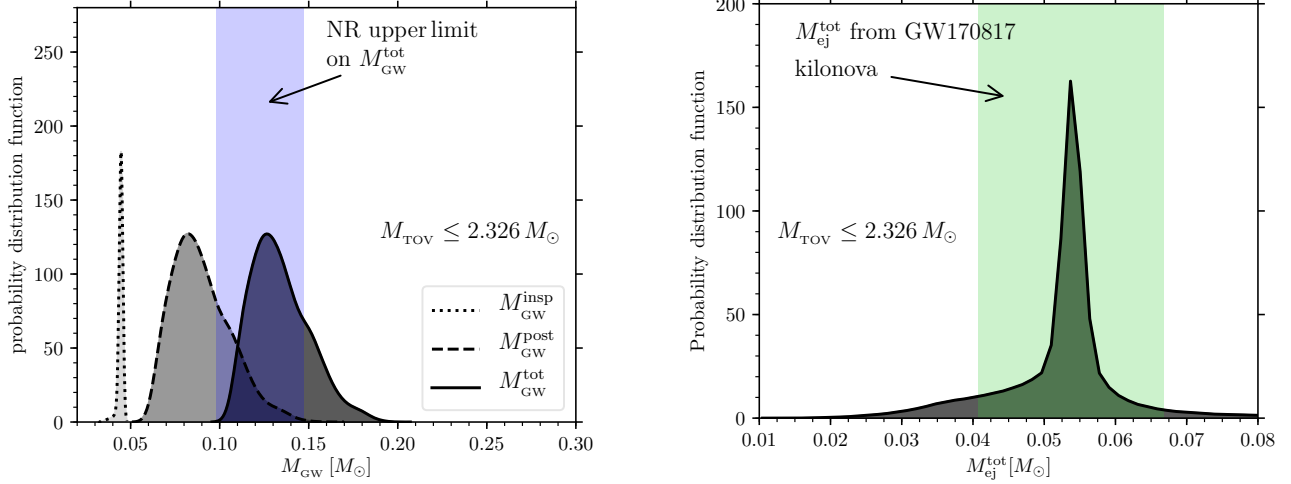 probability distribution function
250
200
150
100
50
0
NR upper limit
on M_GW^tot
M_TOV ≤ 2.326 M_⊙
M_GW^insp
M_GW^post
M_GW^tot
0.05 0.10 0.15 0.20 0.25 0.30
M_GW [M_⊙]
Probability distribution function
200
150
100
50
0
M_ej^tot from GW170817
kilonova
M_TOV ≤ 2.326 M_⊙
0.01 0.02 0.03 0.04 0.05 0.06 0.07 0.08
M_ej^tot [M_⊙]